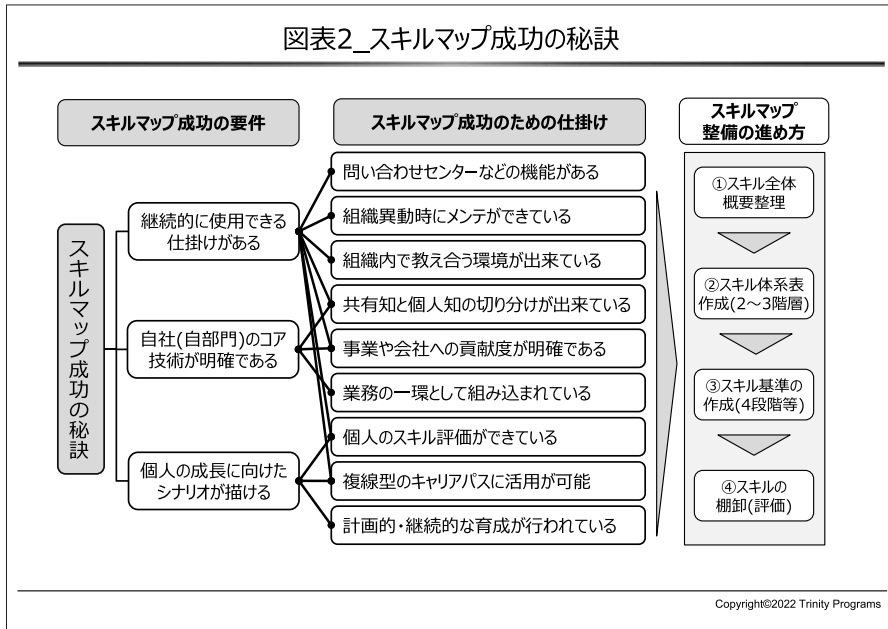 図表2_スキルマップ成功の秘訣
スキルマップ成功の要件
スキルマップ成功のための仕掛け
スキルマップ
整備の進め方
スキルマップ成功の秘訣
継続的に使用できる
仕掛けがある
自社(自部門)のコア
技術が明確である
個人の成長に向けた
シナリオが描ける
問い合わせセンターなどの機能がある
組織異動時にメンテができている
組織内で教え合う環境が出来ている
共有知と個人知の切り分けが出来ている
事業や会社への貢献度が明確である
業務の一環として組み込まれている
個人のスキル評価ができている
複線型のキャリアパスに活用が可能
計画的・継続的な育成が行われている
①スキル全体
概要整理
②スキル体系表
作成(2～3階層)
③スキル基準の
作成(4段階等)
④スキルの
棚卸(評価)
Copyright©2022 Trinity Programs